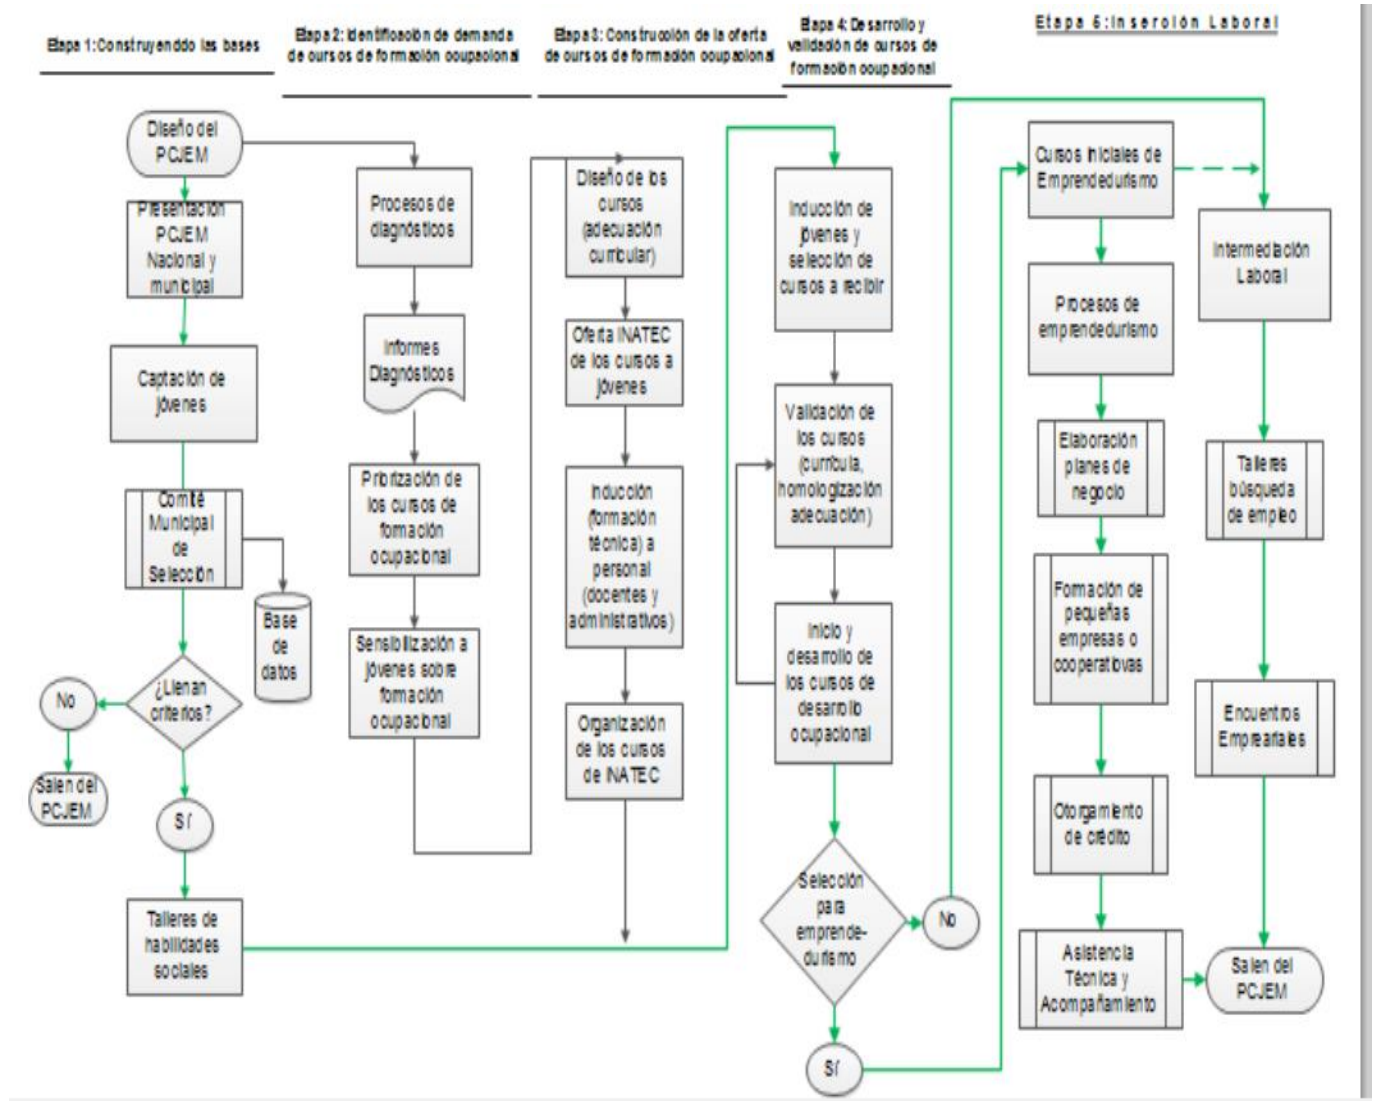 Etapa 1:Construyenddo las bases
Etapa 2: Identificación de demanda
de cursos de formación ocupacional
Etapa 3: Construcción de la oferta
de cursos de formación ocupacional
Etapa 4: Desarrollo y
validación de cursos de
formación ocupacional
Etapa 5:Inserción Laboral
Diseño del
PCJEM
Presentación
PCJEM
Nacional y
municipal
Captación de
jóvenes
Comité
Municipal
de
Selección
Base
de
datos
¿Llenan
criterios?
No
Salen del
PCJEM
Sí
Talleres de
habilidades
sociales
Procesos de
diagnósticos
Informes
Diagnósticos
Priorización de
los cursos de
formación
ocupacional
Sensibilización a
jóvenes sobre
formación
ocupacional
Diseño de los
cursos
(adecuación
curricular)
Oferta INATEC
de los cursos a
jóvenes
Inducción
(formación
técnica) a
personal
(docentes y
administrativos)
Organización
de los cursos
de INATEC
Inducción de
jóvenes y
selección de
cursos a recibir
Validación de
los cursos
(currícula,
homologización
adecuación)
Inicio y
desarrollo de
los cursos de
desarrollo
ocupacional
Selección
para
emprende-
durismo
No
Sí
Cursos Iniciales de
Emprendedurismo
Procesos de
emprendedurismo
Elaboración
planes de
negocio
Formación de
pequeñas
empresas o
cooperativas
Otorgamiento
de crédito
Asistencia
Técnica y
Acompañamiento
Intermediación
Laboral
Talleres
búsqueda
de empleo
Encuentros
Empreariales
Salen del
PCJEM